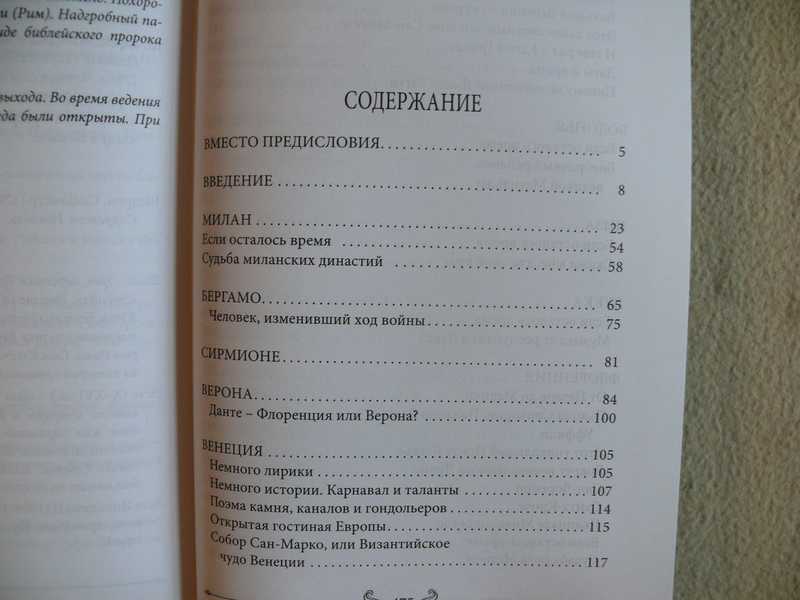 Похоро-
и (Рим). Надгробный па-
иде библейского пророка
выхода. Во время ведения
да были открыты. При
СОДЕРЖАНИЕ
ВМЕСТО ПРЕДИСЛОВИЯ. . . . . . . . . . . . . . . . . . . . . . . . . . . . 5
ВВЕДЕНИЕ . . . . . . . . . . . . . . . . . . . . . . . . . . . . . . . . . . . . . . . . . 8
МИЛАН . . . . . . . . . . . . . . . . . . . . . . . . . . . . . . . . . . . . . . . . . . . 23
Если осталось время . . . . . . . . . . . . . . . . . . . . . . . . . . . . . . . 54
Судьба миланских династий . . . . . . . . . . . . . . . . . . . . . . . . . 58
БЕРГАМО. . . . . . . . . . . . . . . . . . . . . . . . . . . . . . . . . . . . . . . . . 65
Человек, изменивший ход войны. . . . . . . . . . . . . . . . . . . . . 75
СИРМИОНЕ. . . . . . . . . . . . . . . . . . . . . . . . . . . . . . . . . . . . . . . 81
ВЕРОНА. . . . . . . . . . . . . . . . . . . . . . . . . . . . . . . . . . . . . . . . . . 84
Данте – Флоренция или Верона? . . . . . . . . . . . . . . . . . . . . . 100
ВЕНЕЦИЯ . . . . . . . . . . . . . . . . . . . . . . . . . . . . . . . . . . . . . . . . 105
Немного лирики . . . . . . . . . . . . . . . . . . . . . . . . . . . . . . . . . . 105
Немного истории. Карнавал и таланты . . . . . . . . . . . . . . . . 107
Поэма камня, каналов и гондольеров . . . . . . . . . . . . . . . . . 114
Открытая гостиная Европы. . . . . . . . . . . . . . . . . . . . . . . . . 115
Собор Сан-Марко, или Византийское
чудо Венеции . . . . . . . . . . . . . . . . . . . . . . . . . . . . . . . . . . . 117